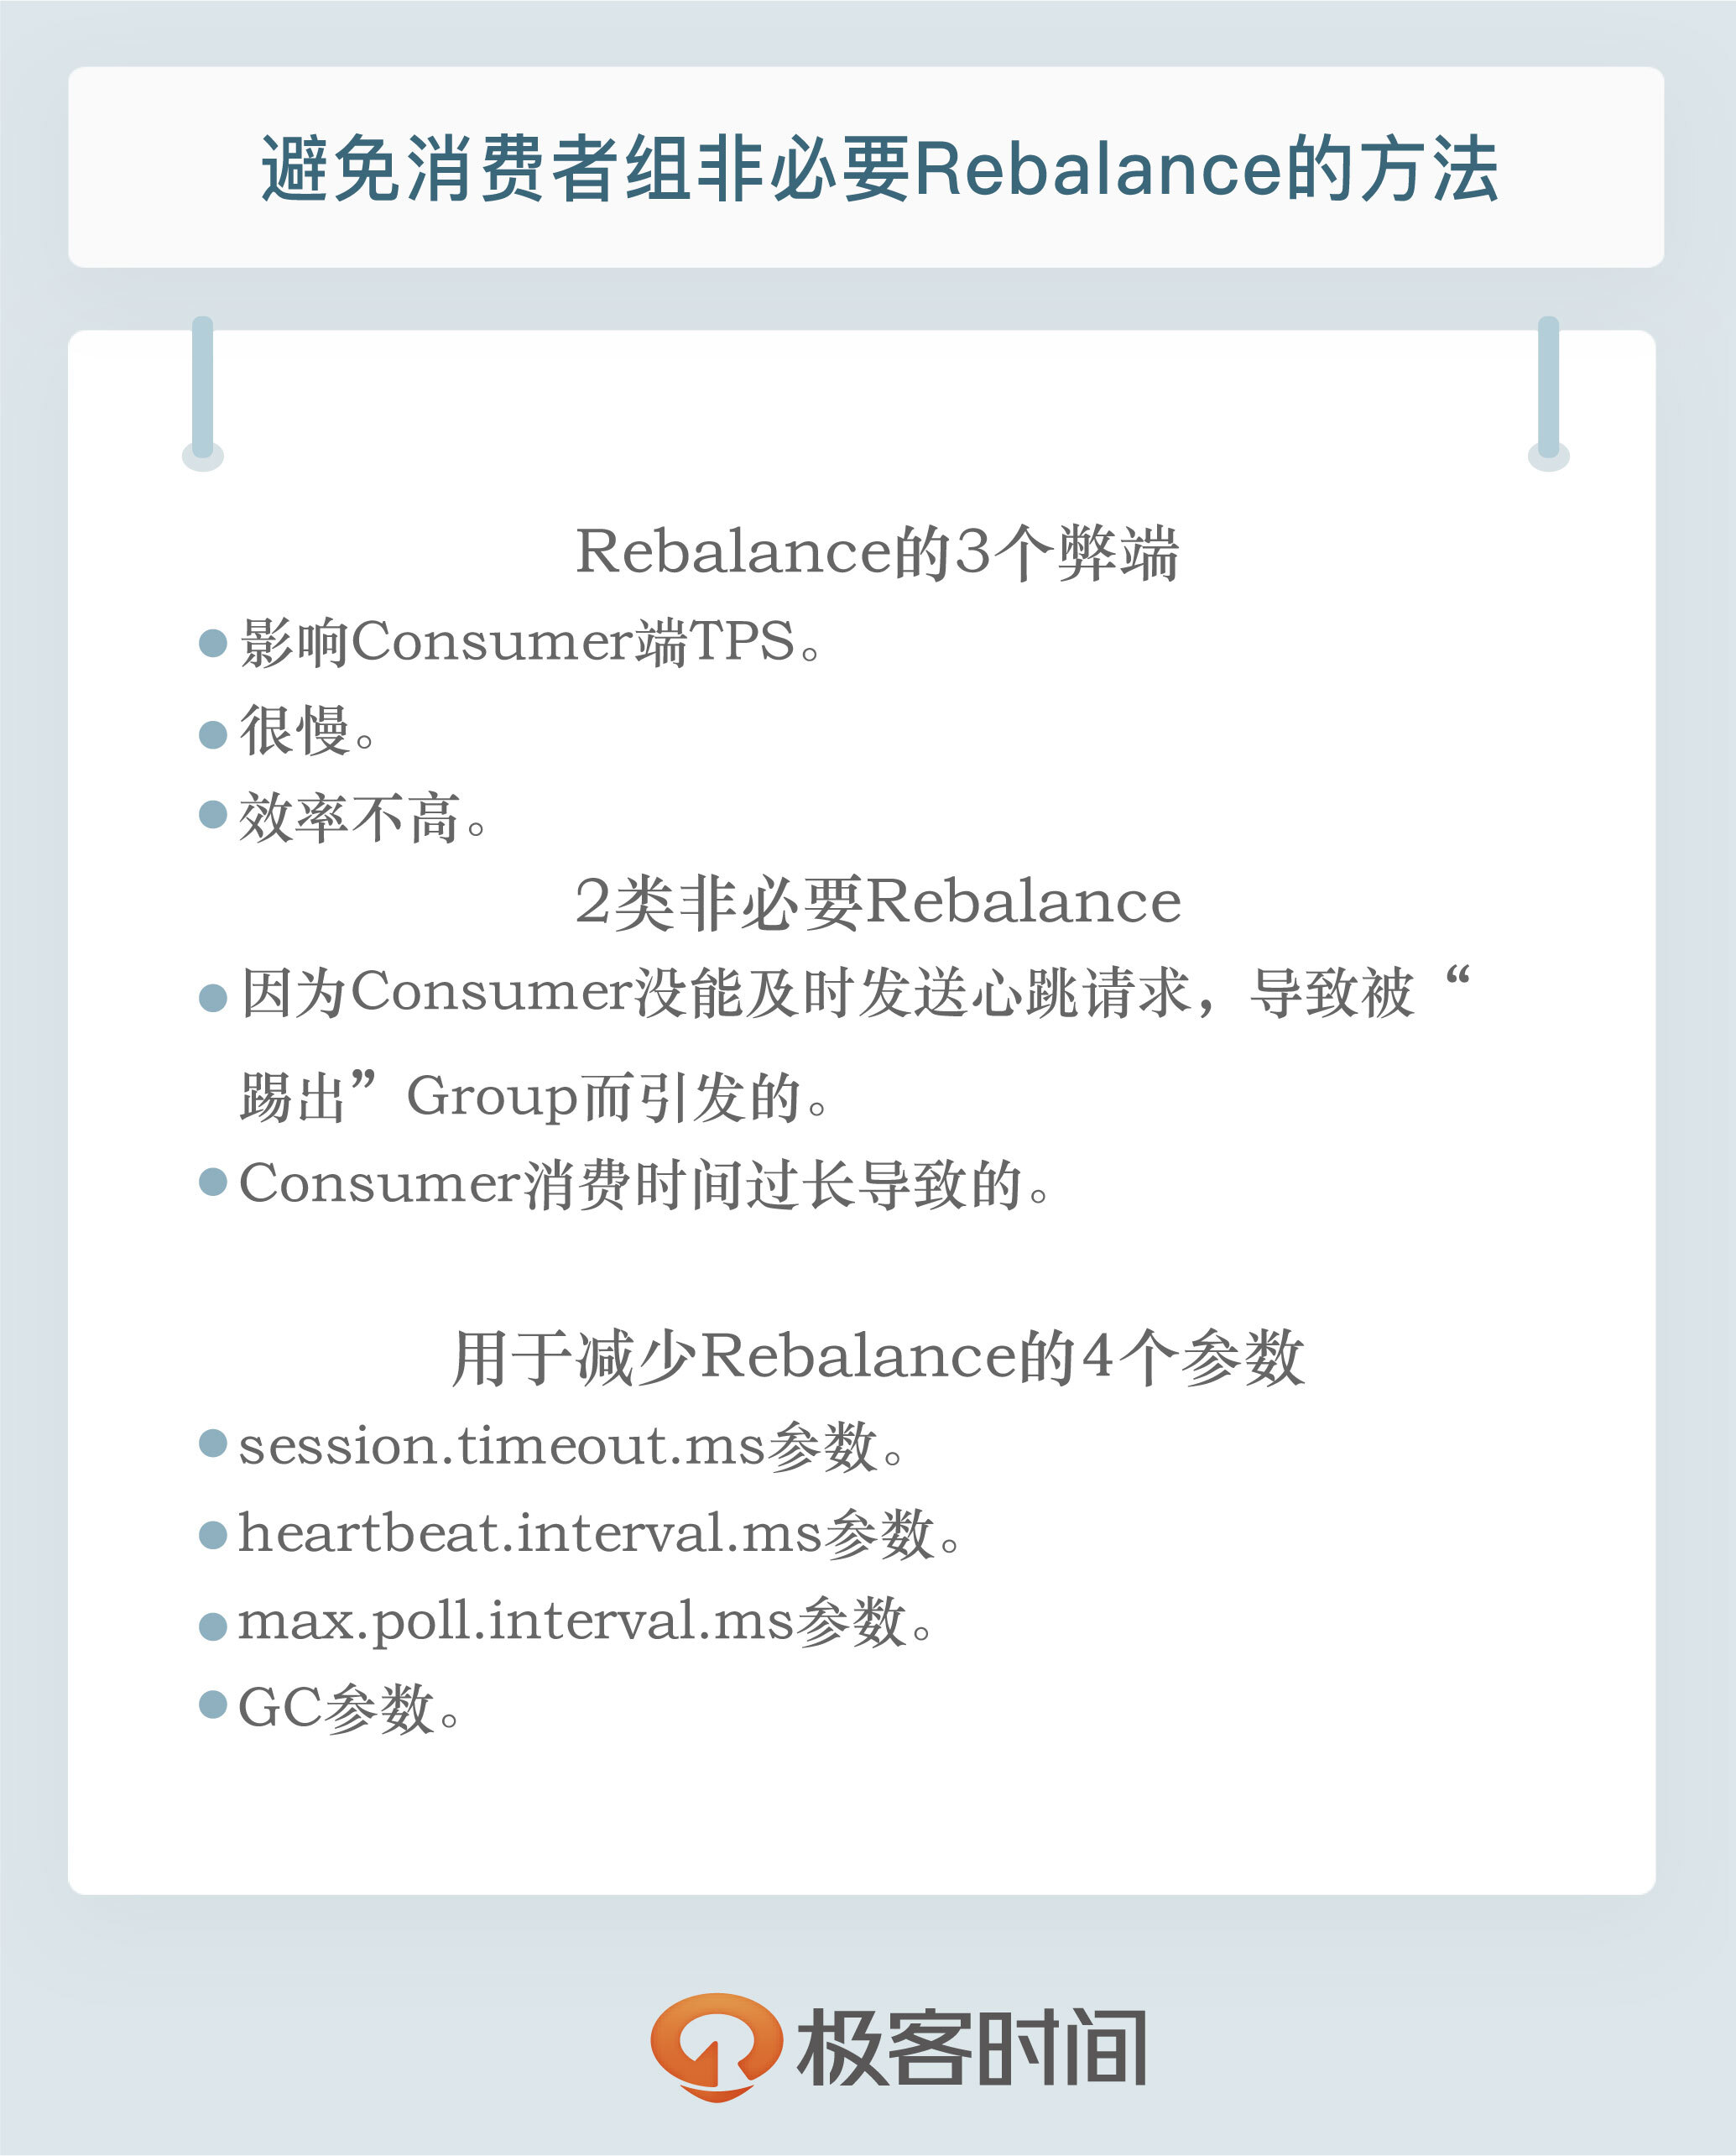 避免消费者组非必要Rebalance的方法
Rebalance的3个弊端
影响Consumer端TPS。
很慢。
效率不高。
2类非必要Rebalance
因为Consumer没能及时发送心跳请求，导致被“
踢出”Group而引发的。
Consumer消费时间过长导致的。
用于减少Rebalance的4个参数
session.timeout.ms参数。
heartbeat.interval.ms参数。
max.poll.interval.ms参数。
GC参数。
极客时间